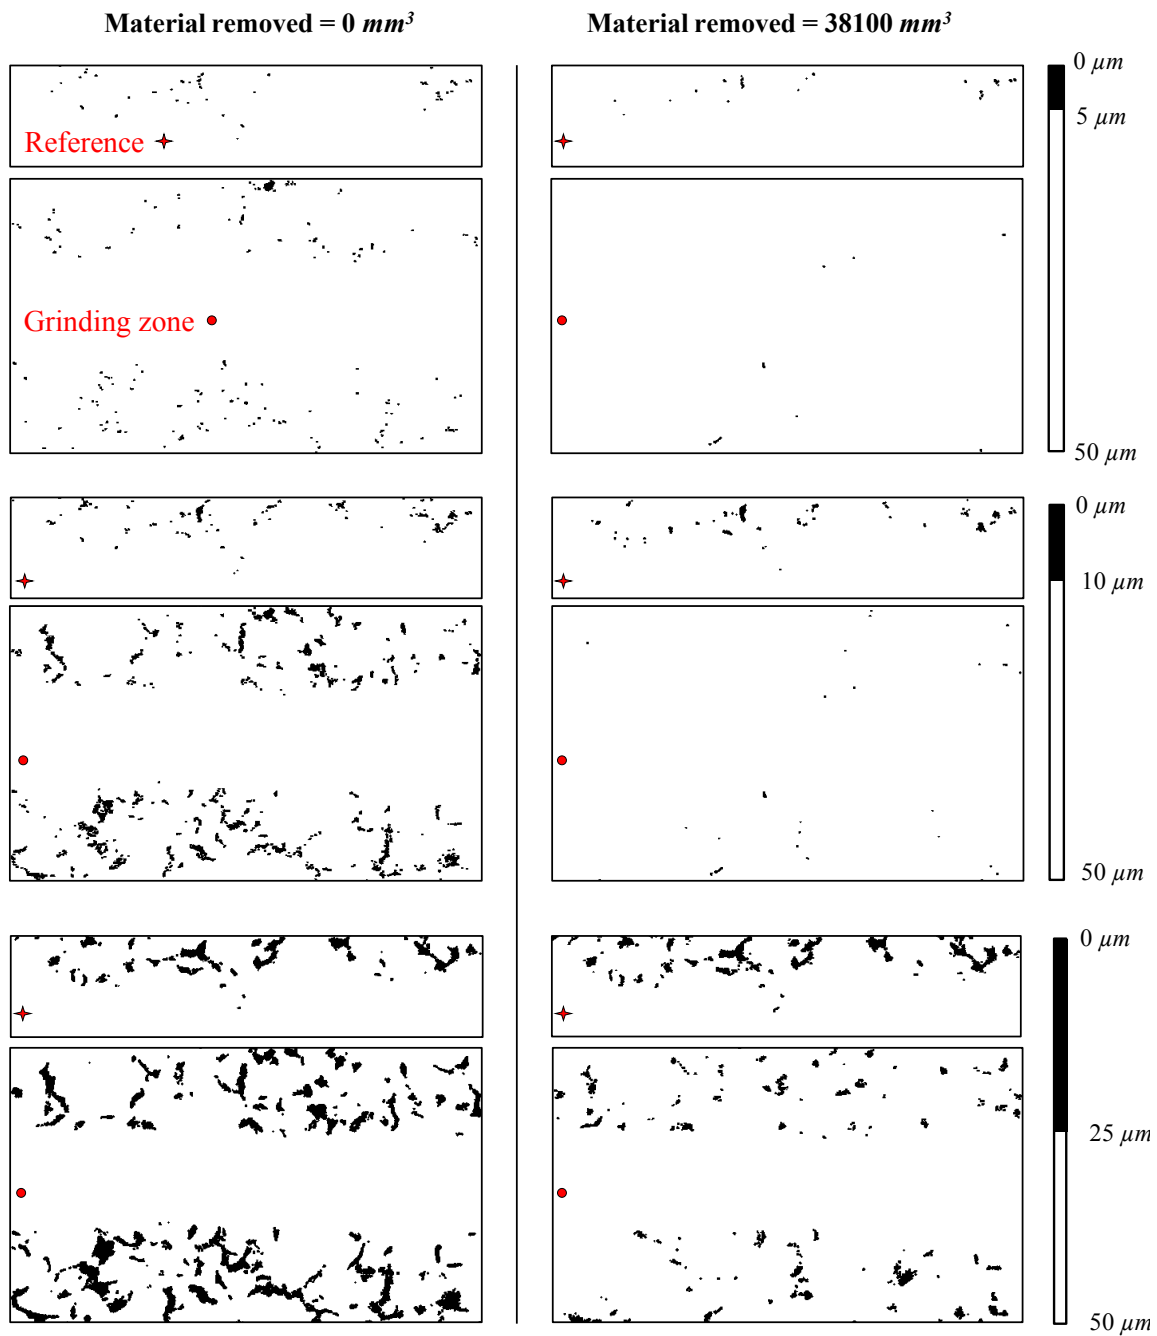 Material removed = 0 mm³
Material removed = 38100 mm³
0 µm
5 µm
Reference
Grinding zone
50 µm
0 µm
10 µm
50 µm
0 µm
25 µm
50 µm